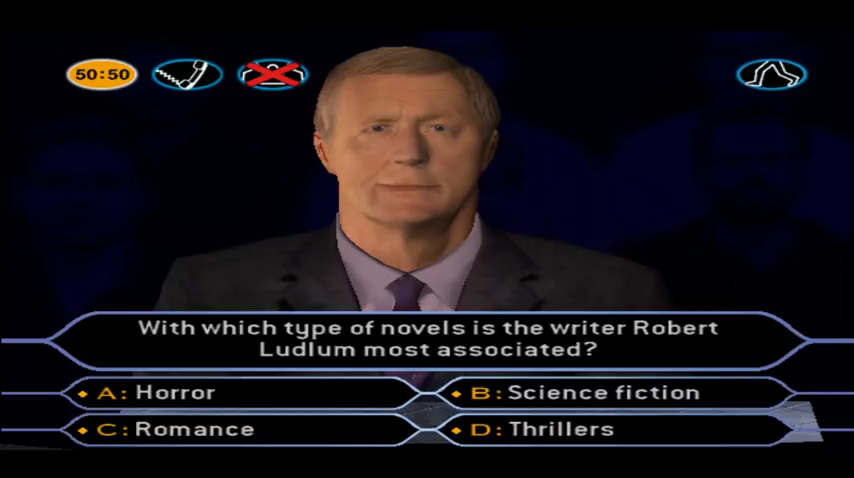 50:50
With which type of novels is the writer Robert
Ludlum most associated?
A: Horror
B: Science fiction
C: Romance
D: Thrillers